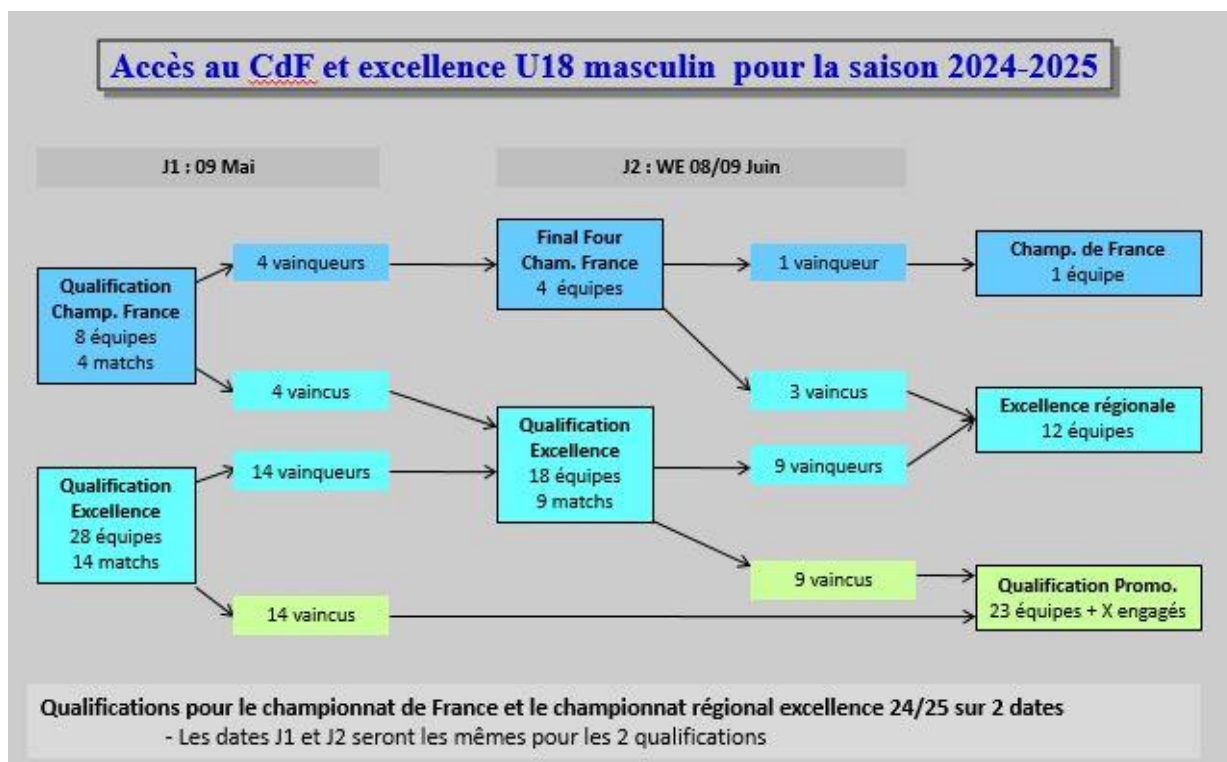 Accès au CdF et excellence U18 masculin pour la saison 2024-2025
J1 : 09 Mai
J2 : WE 08/09 Juin
Qualification
Champ. France
8 équipes
4 matchs
4 vainqueurs
Final Four
Cham. France
4 équipes
1 vainqueur
Champ. de France
1 équipe
4 vaincus
3 vaincus
Excellence régionale
12 équipes
Qualification
Excellence
28 équipes
14 matchs
14 vainqueurs
Qualification
Excellence
18 équipes
9 matchs
9 vainqueurs
9 vaincus
14 vaincus
Qualification Promo.
23 équipes + X engagés
Qualifications pour le championnat de France et le championnat régional excellence 24/25 sur 2 dates
- Les dates J1 et J2 seront les mêmes pour les 2 qualifications